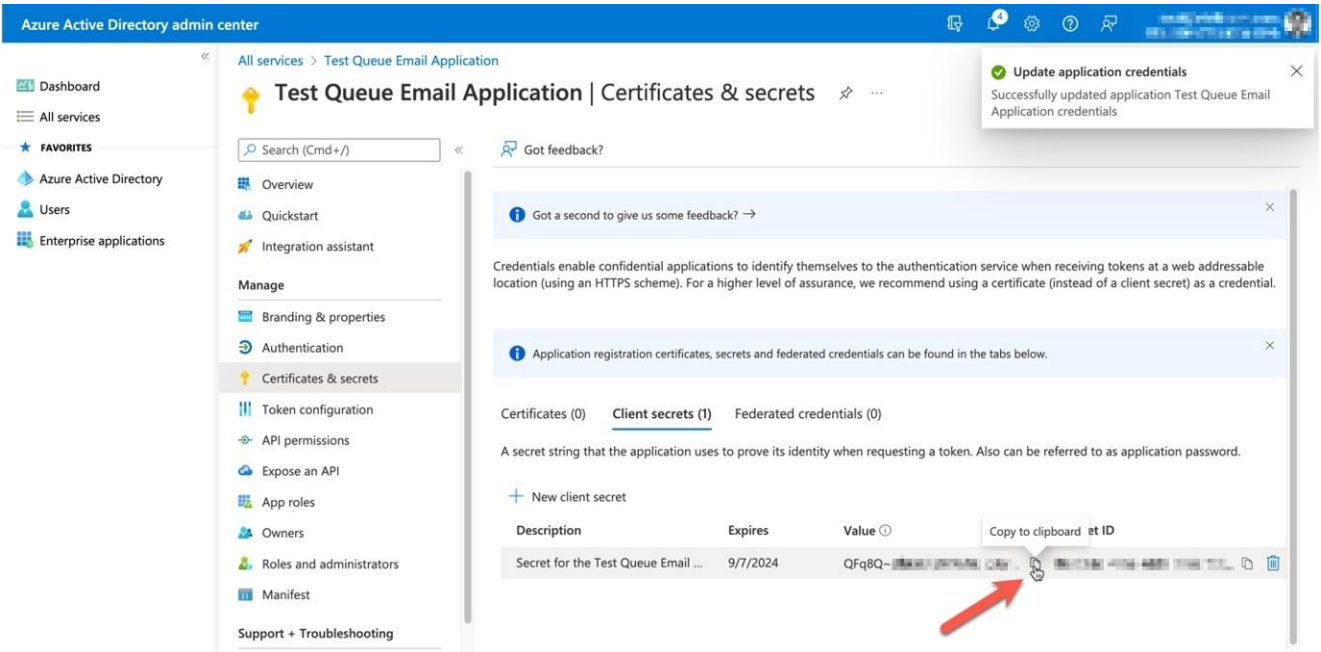 Azure Active Directory admin center
4
«
Dashboard
All services
FAVORITES
Azure Active Directory
Users
Enterprise applications
All services > Test Queue Email Application
Test Queue Email Application | Certificates & secrets
...
Update application credentials
Successfully updated application Test Queue Email
Application credentials
Search (Cmd+/)
«
Overview
Quickstart
Integration assistant
Manage
Branding & properties
Authentication
Certificates & secrets
Token configuration
API permissions
Expose an API
App roles
Owners
Roles and administrators
Manifest
Support + Troubleshooting
Got feedback?
Got a second to give us some feedback? →
Credentials enable confidential applications to identify themselves to the authentication service when receiving tokens at a web addressable
location (using an HTTPS scheme). For a higher level of assurance, we recommend using a certificate (instead of a client secret) as a credential.
Application registration certificates, secrets and federated credentials can be found in the tabs below.
Certificates (0) Client secrets (1) Federated credentials (0)
A secret string that the application uses to prove its identity when requesting a token. Also can be referred to as application password.
+ New client secret
Description Expires Value Copy to clipboard et ID
Secret for the Test Queue Email ... 9/7/2024 QFq8Q~